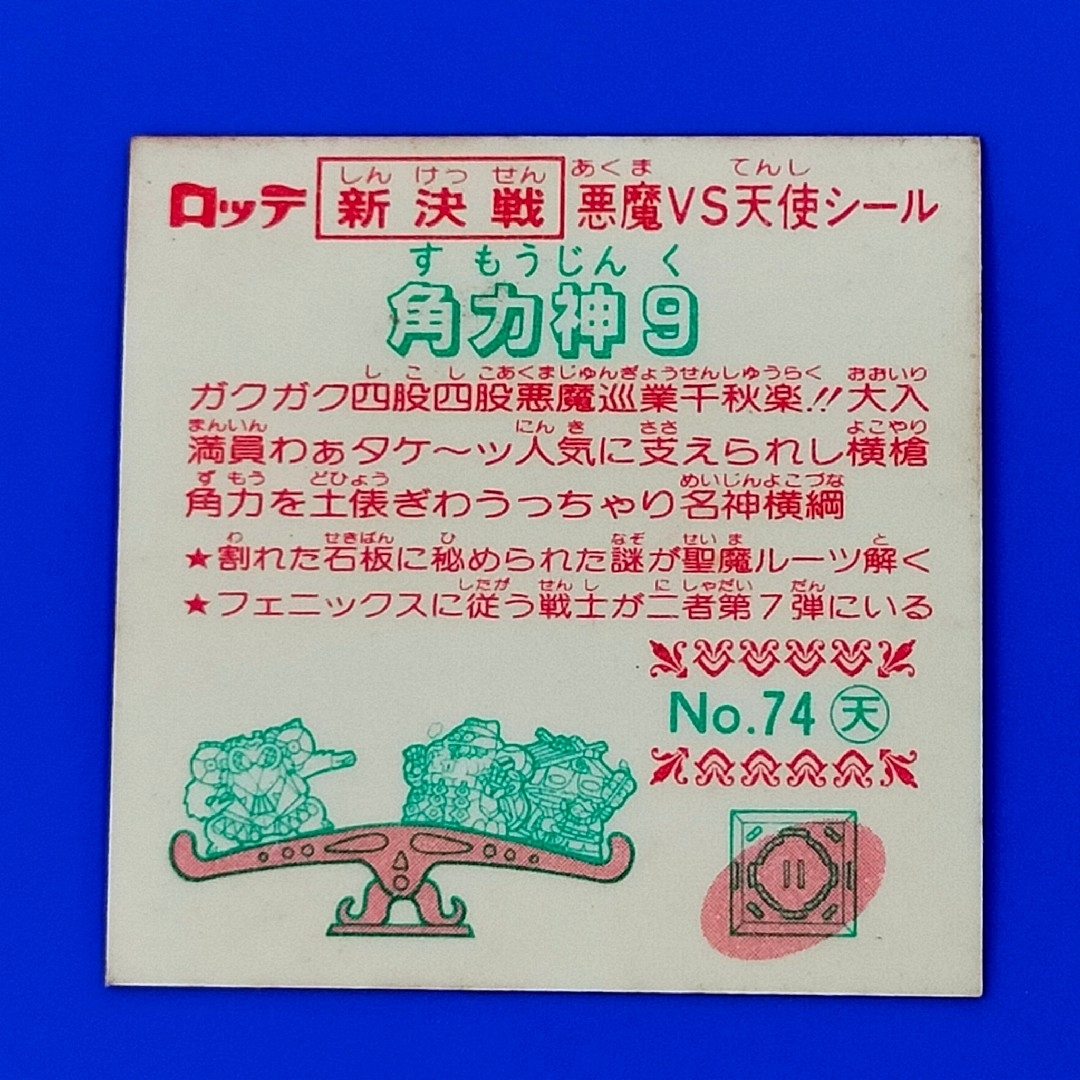 ロッテ 新決戦 悪魔VS天使シール
しんけっせん あくま てんし
すもうじんく
角力神9
しこしこあくまじゅんぎょうせんしゅうらく おおいり
ガクガク四股四股悪魔巡業千秋楽!!大入
まんいん にんき ささ よこやり
満員わぁタケ〜ッ人気に支えられし横槍
ずもう どひょう めいじんよこづな
角力を土俵ぎわうっちゃり名神横綱
わ せきばん ひ なぞ せいま と
★割れた石板に秘められた謎が聖魔ルーツ解く
したが せんし にしゃだい だん
★フェニックスに従う戦士が二者第7弾にいる
No.74 天